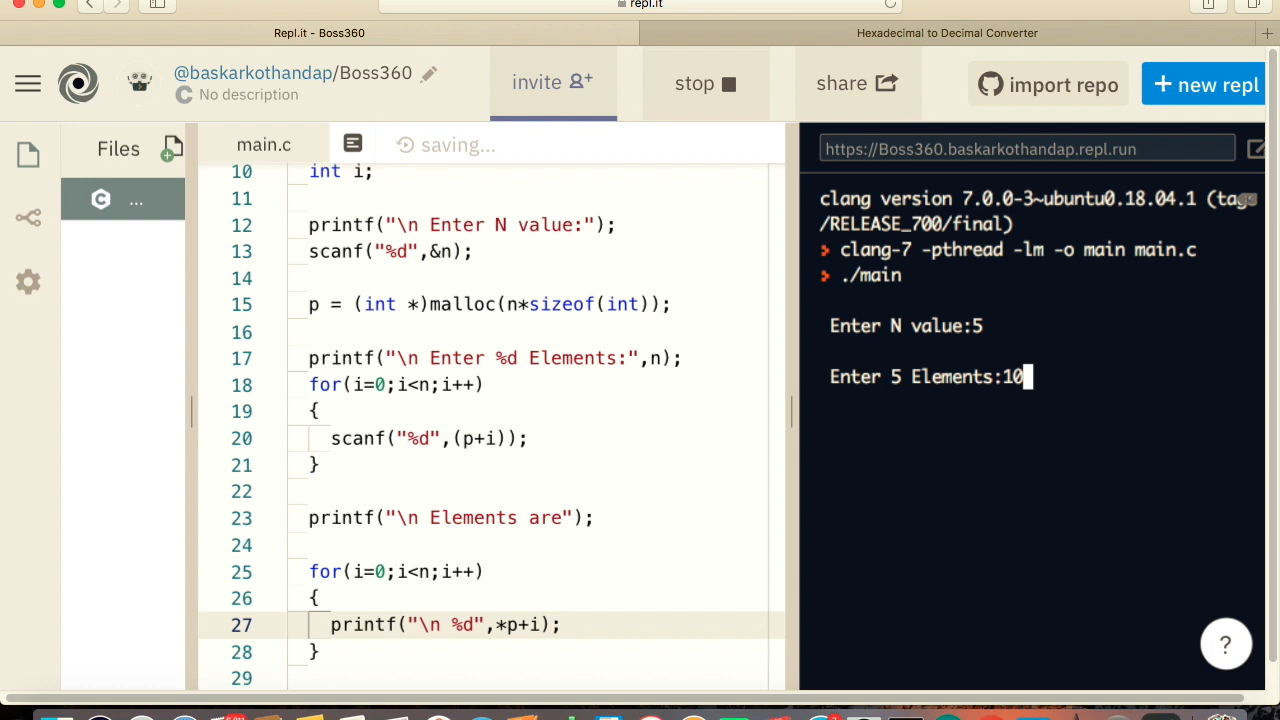 repl.it
Repl.it - Boss360
Hexadecimal to Decimal Converter
@baskarkothandap/Boss360
No description
invite
stop
share
import repo
+ new repl
Files
main.c
saving...
https://Boss360.baskarkothandap.repl.run
...
10 int i;
11
12 printf("\n Enter N value:");
13 scanf("%d",&n);
14
15 p = (int *)malloc(n*sizeof(int));
16
17 printf("\n Enter %d Elements:",n);
18 for(i=0;i<n;i++)
19 {
20 scanf("%d",(p+i));
21 }
22
23 printf("\n Elements are");
24
25 for(i=0;i<n;i++)
26 {
27 printf("\n %d",*p+i);
28 }
29
clang version 7.0.0-3~ubuntu0.18.04.1 (tags
/RELEASE_700/final)
clang-7 -pthread -lm -o main main.c
./main
Enter N value:5
Enter 5 Elements:10
?